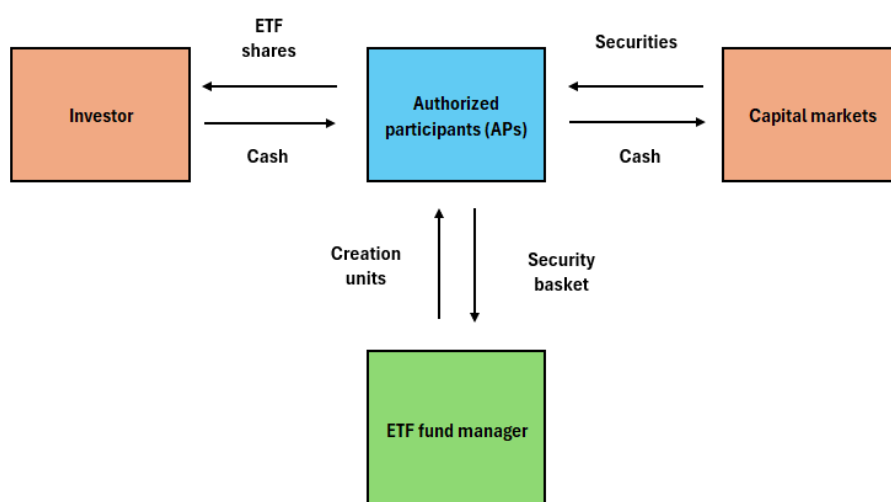 ETF
shares
Securities
Investor
Authorized
participants (APs)
Capital markets
Cash
Cash
Creation
units
Security
basket
ETF fund manager